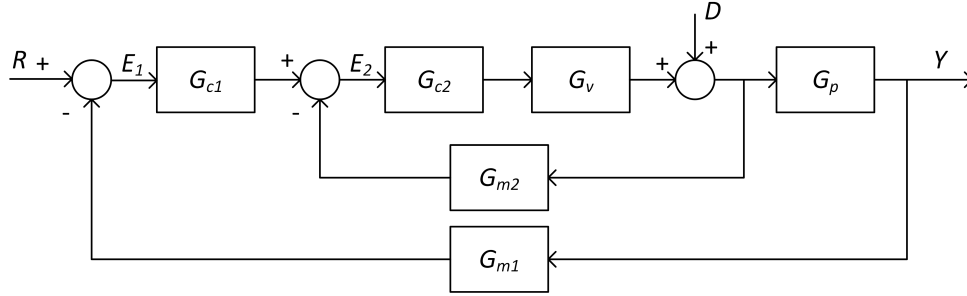 D
R + E1 Gc1 + E2 Gc2 Gv + + Gp Y
- -
Gm2
Gm1